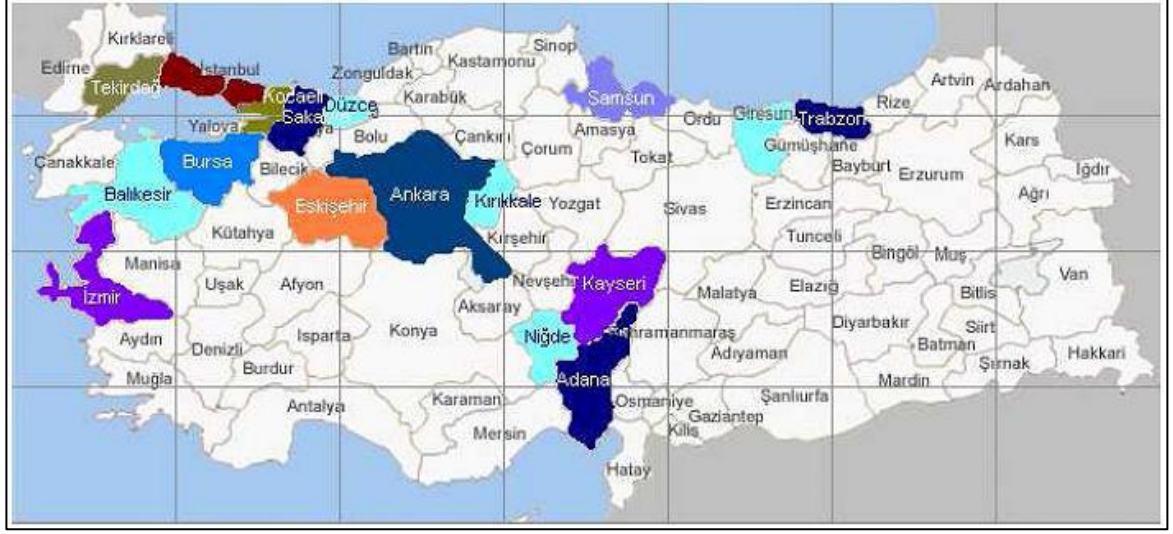 Kırklareli
Edirne
Tekirdağ
İstanbul
Kocaeli
Saka
ya
Yalova
Düzce
Zonguldak
Bartın
Karabük
Kastamonu
Sinop
Samsun
Ordu
Giresun
Trabzon
Rize
Artvin
Ardahan
Kars
Iğdır
Ağrı
Çanakkale
Balıkesir
Bursa
Bilecik
Bolu
Çankırı
Çorum
Amasya
Tokat
Gümüşhane
Bayburt
Erzurum
Erzincan
Eskişehir
Ankara
Kırıkkale
Yozgat
Sivas
Kütahya
Kırşehir
Tunceli
Bingöl
Muş
Van
Manisa
İzmir
Uşak
Afyon
Aksaray
Nevşehi
Kayseri
Malatya
Elazığ
Bitlis
Aydın
Denizli
Isparta
Konya
Niğde
ahramanmaraş
Adıyaman
Diyarbakır
Batman
Siirt
Şırnak
Hakkari
Muğla
Burdur
Antalya
Karaman
Mersin
Adana
Osmaniye
Gaziantep
Kilis
Şanlıurfa
Mardin
Hatay